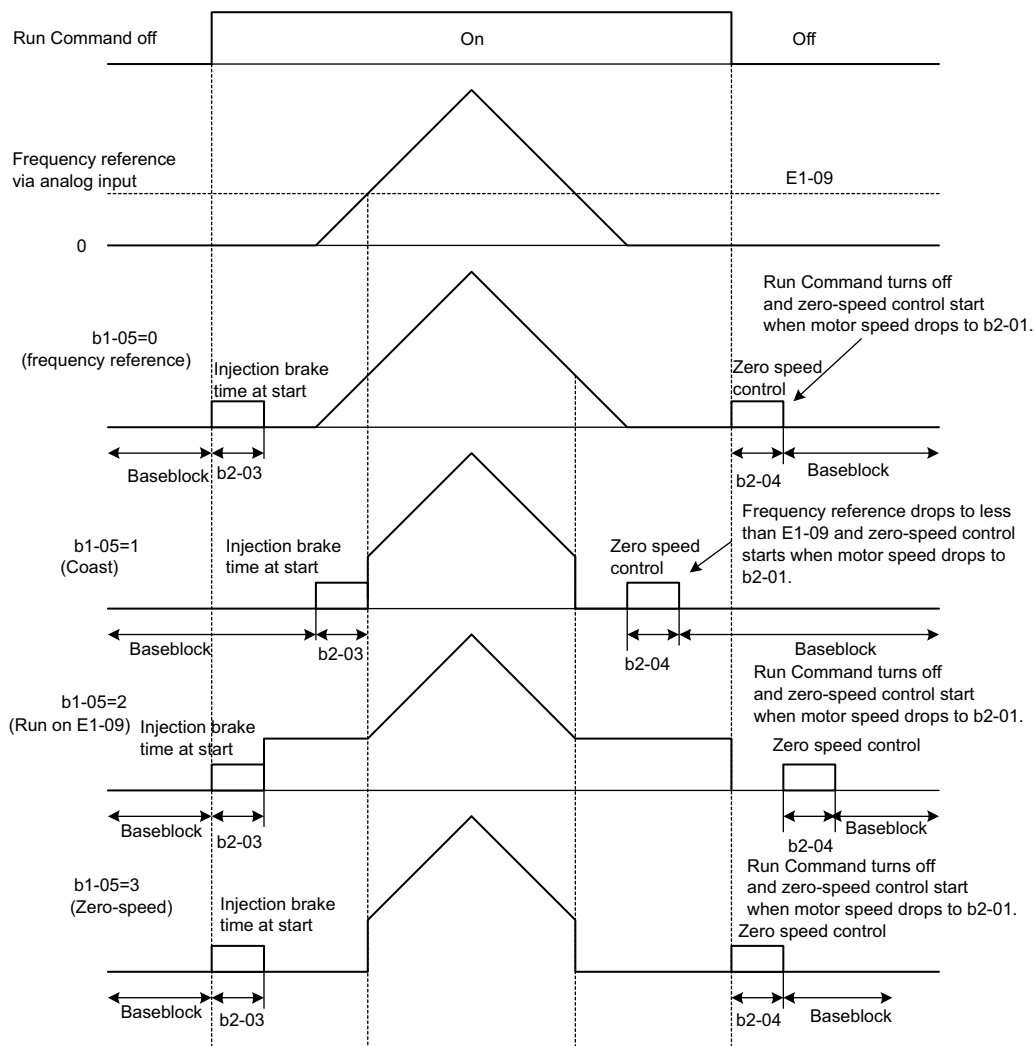 Run Command off
On
Off
Frequency reference
via analog input
E1-09
0
Run Command turns off
and zero-speed control start
when motor speed drops to b2-01.
b1-05=0
(frequency reference)
Injection brake
time at start
Zero speed
control
Baseblock
b2-03
b2-04
Baseblock
Frequency reference drops to less
than E1-09 and zero-speed control
starts when motor speed drops to
b2-01.
b1-05=1
(Coast)
Injection brake
time at start
Zero speed
control
Baseblock
b2-03
b2-04
Baseblock
Run Command turns off
and zero-speed control start
when motor speed drops to b2-01.
b1-05=2
(Run on E1-09)
Injection brake
time at start
Zero speed control
Baseblock
b2-03
b2-04
Baseblock
Run Command turns off
and zero-speed control start
when motor speed drops to b2-01.
b1-05=3
(Zero-speed)
Injection brake
time at start
Zero speed control
Baseblock
b2-03
b2-04
Baseblock